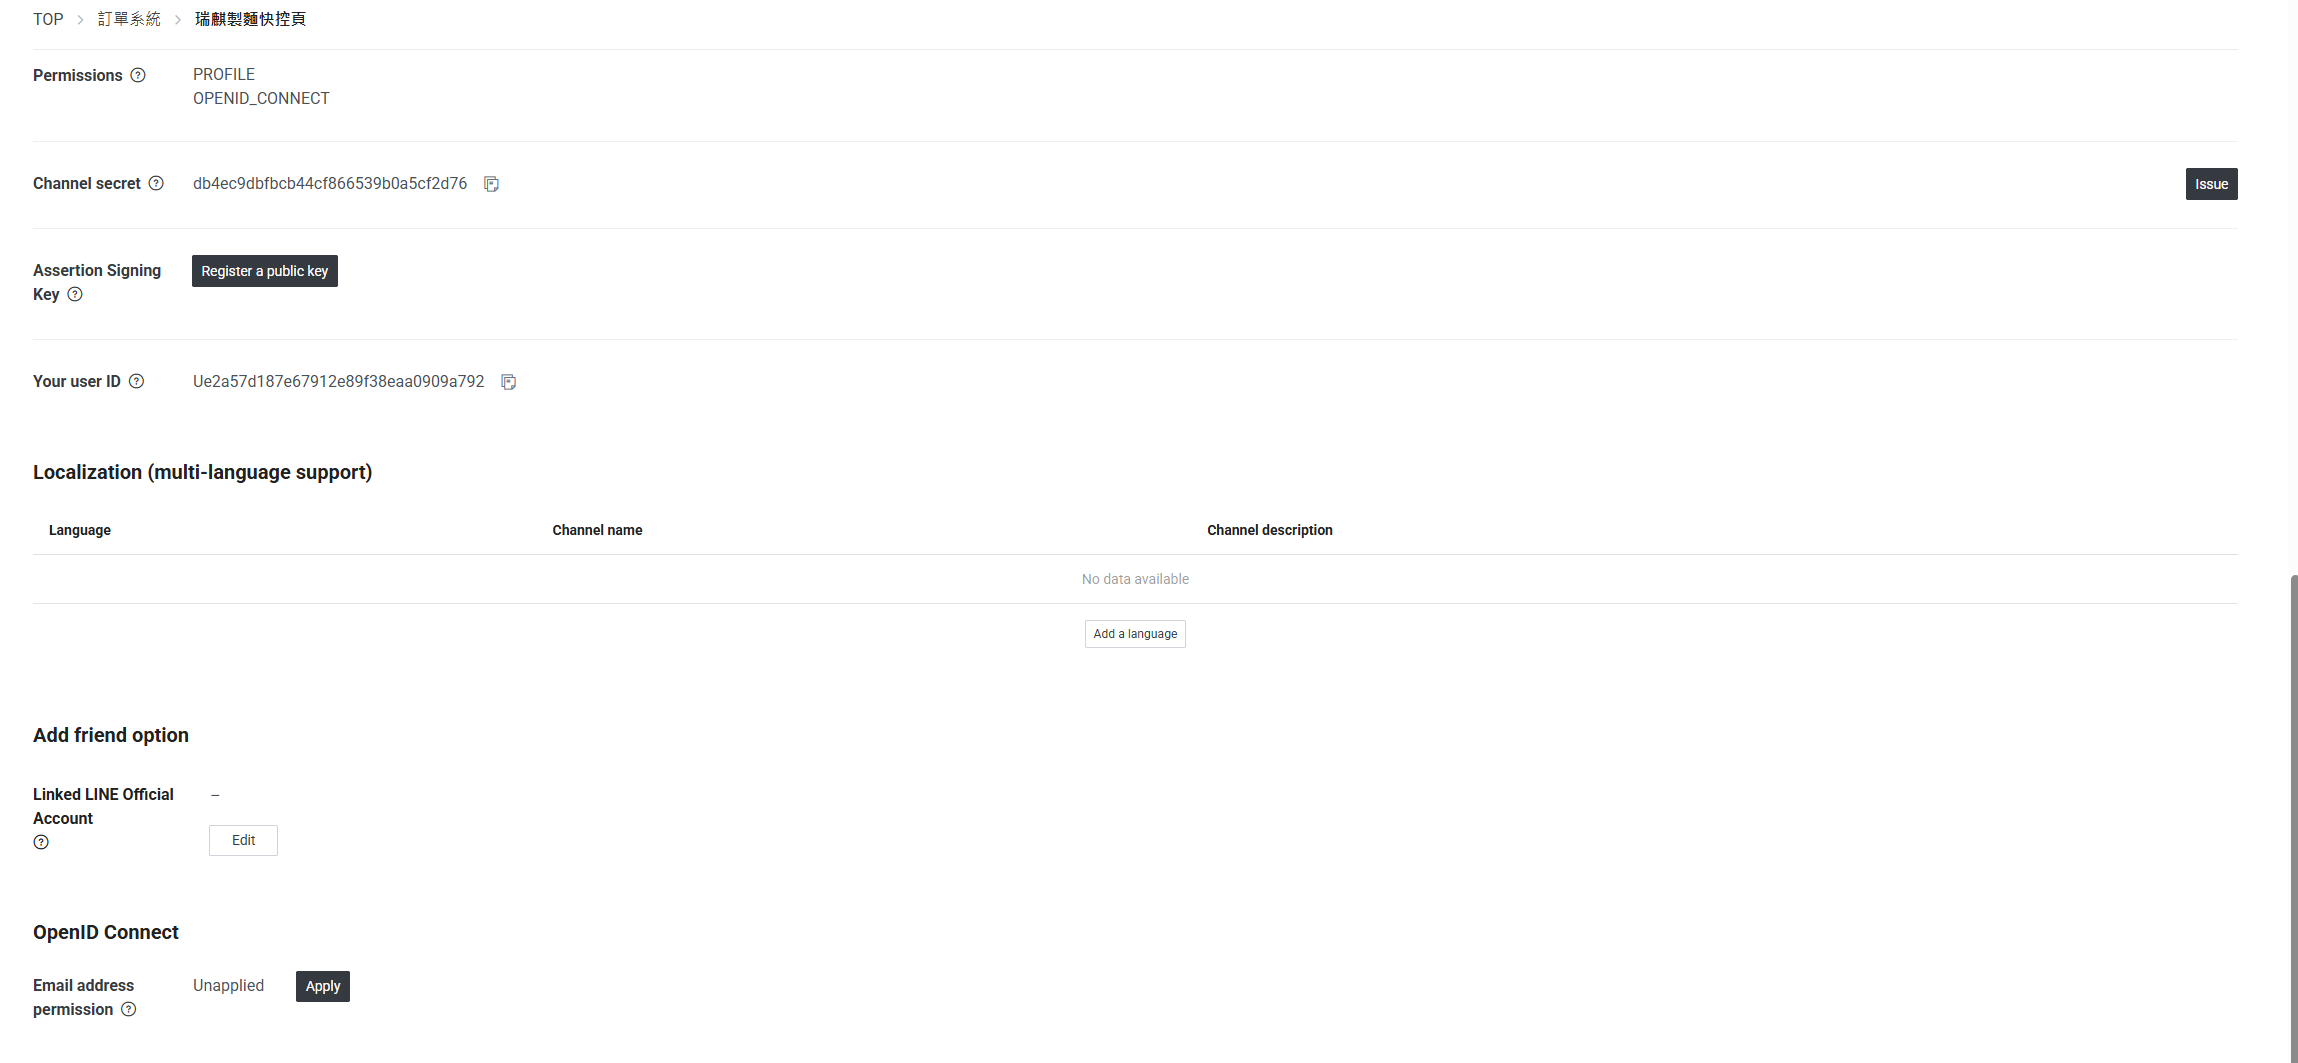 TOP > 訂單系統 > 瑞麒製麵快控頁
Permissions
PROFILE
OPENID_CONNECT
Channel secret
db4ec9dbfbcb44cf866539b0a5cf2d76
Issue
Assertion Signing
Key
Register a public key
Your user ID
Ue2a57d187e67912e89f38eaa0909a792
Localization (multi-language support)
Language
Channel name
Channel description
No data available
Add a language
Add friend option
Linked LINE Official
Account
–
Edit
OpenID Connect
Email address
permission
Unapplied
Apply